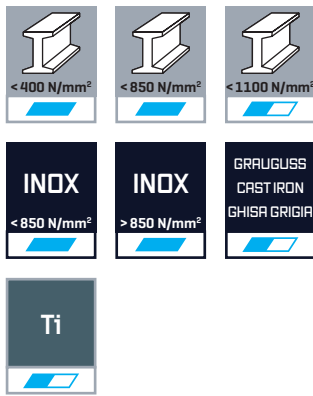 <400 N/mm²
<850 N/mm²
<1100 N/mm²
INOX
<850 N/mm²
INOX
>850 N/mm²
GRAUGUSS
CAST IRON
GHISA GRIGIA
Ti